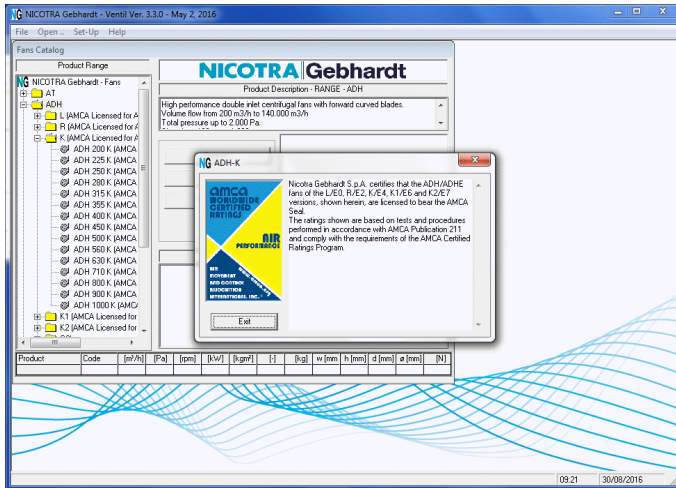 NG NICOTRA Gebhardt - Ventil Ver. 3.3.0 - May 2, 2016
File Open .. Set-Up Help
Fans Catalog
Product Range
NG NICOTRA Gebhardt - Fans
AT
ADH
L (AMCA Licensed for A
R (AMCA Licensed for A
K (AMCA Licensed for A
ADH 200 K (AMCA
ADH 225 K (AMCA
ADH 250 K (AMCA
ADH 280 K (AMCA
ADH 315 K (AMCA
ADH 355 K (AMCA
ADH 400 K (AMCA
ADH 450 K (AMCA
ADH 500 K (AMCA
ADH 560 K (AMCA
ADH 630 K (AMCA
ADH 710 K (AMCA
ADH 800 K (AMCA
ADH 900 K (AMCA
ADH 1000 K (AMCA
K1 (AMCA Licensed for
K2 (AMCA Licensed for
NICOTRA Gebhardt
Product Description - RANGE - ADH
High performance double inlet centrifugal fans with forward curved blades.
Volume flow from 200 m3/h to 140.000 m3/h
Total pressure up to 2.000 Pa.
NG ADH-K
amca
WORLDWIDE
CERTIFIED
RATINGS
AIR
PERFORMANCE
AIR
MOVEMENT
AND CONTROL
ASSOCIATION
INTERNATIONAL, INC.
www.amca.org
Nicotra Gebhardt S.p.A. certifies that the ADH/ADHE
fans of the L/E0, R/E2, K/E4, K1/E6 and K2/E7
versions, shown herein, are licensed to bear the AMCA
Seal.
The ratings shown are based on tests and procedures
performed in accordance with AMCA Publication 211
and comply with the requirements of the AMCA Certified
Ratings Program.
Exit
Product Code [m³/h] [Pa] [rpm] [kW] [kgm²] [-] [kg] w [mm h [mm] d [mm] ø [mm] [N]
09:21 30/08/2016